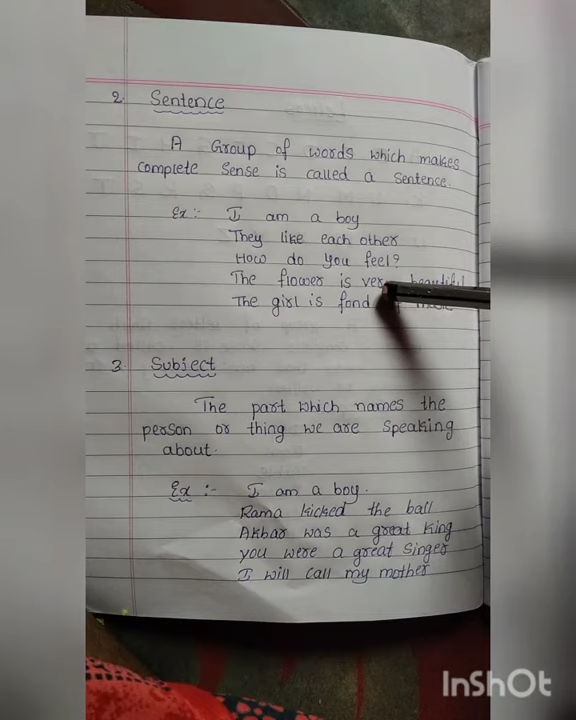 2. Sentence
A Group of words which makes
complete Sense is called a Sentence.
Ex :- I am a boy
They like each other
How do you feel?
The flower is very beautiful
The girl is fond
3. Subject
The part which names the
person or thing we are speaking
about.
Ex :- I am a boy.
Rama kicked the ball
Akbar was a great king
you were a great singer
I will call my mother
InShOt